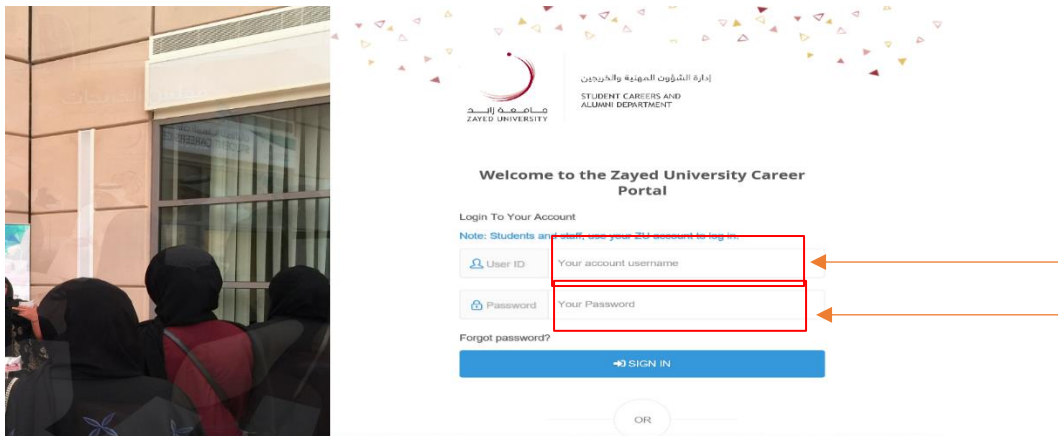 إدارة الشؤون المهنية والخريجين
STUDENT CAREERS AND
ALUMNI DEPARTMENT
جــامـعـة زايــد
ZAYED UNIVERSITY
Welcome to the Zayed University Career
Portal
Login To Your Account
Note: Students and staff, use your ZU account to log in.
User ID
Your account username
Password
Your Password
Forgot password?
SIGN IN
OR